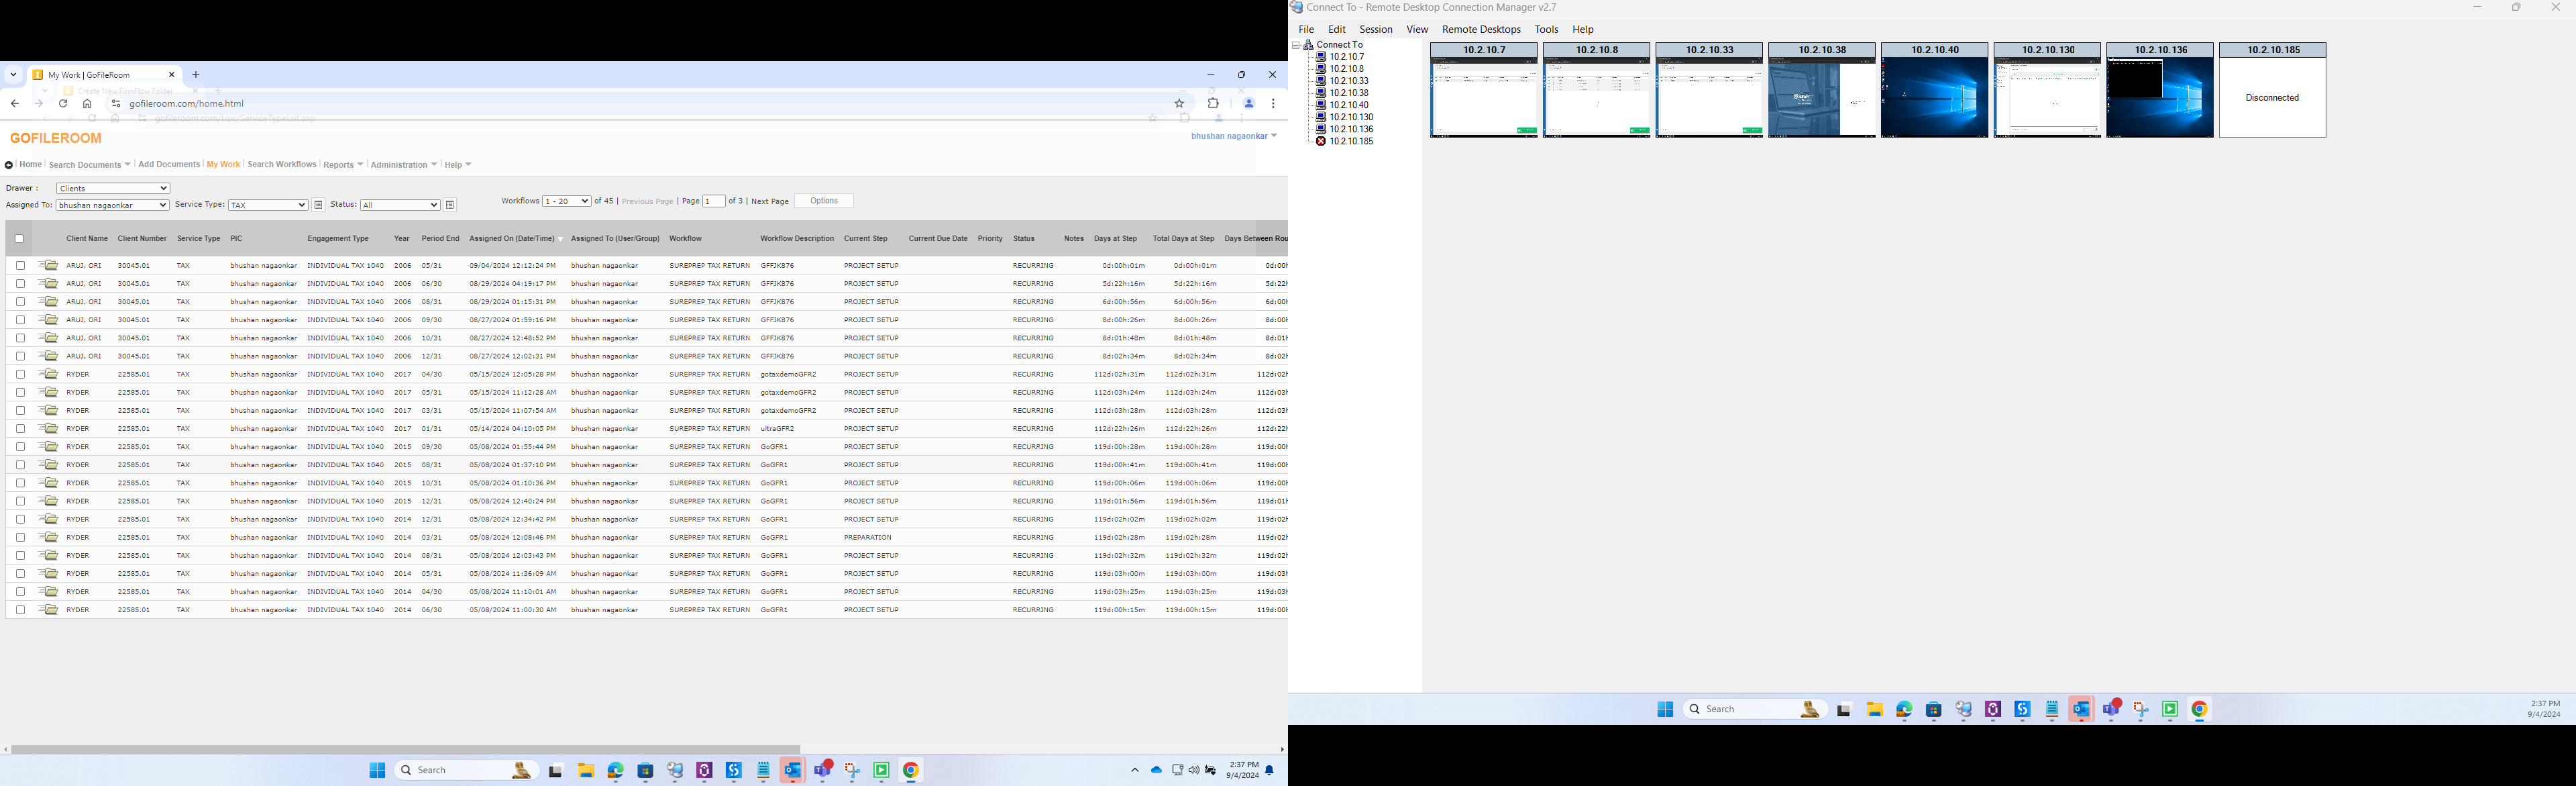 My Work | GoFileRoom
Create New FirmFlow Folder
gofileroom.com/home.html
gofileroom.com/trpc/ServiceTypeList.asp
GOFILEROOM
bhushan nagaonkar
Home | Search Documents | Add Documents | My Work | Search Workflows | Reports | Administration | Help
Drawer : Clients
Assigned To: bhushan nagaonkar Service Type: TAX Status: All Workflows 1 - 20 of 45 | Previous Page | Page 1 of 3 | Next Page Options
Client Name Client Number Service Type PIC Engagement Type Year Period End Assigned On (Date/Time) Assigned To (User/Group) Workflow Workflow Description Current Step Current Due Date Priority Status Notes Days at Step Total Days at Step Days Between Rou
ARUJ, ORI 30045.01 TAX bhushan nagaonkar INDIVIDUAL TAX 1040 2006 05/31 09/04/2024 12:12:24 PM bhushan nagaonkar SUREPREP TAX RETURN GFFJK876 PROJECT SETUP RECURRING 0d:00h:01m 0d:00h:01m 0d:00h
ARUJ, ORI 30045.01 TAX bhushan nagaonkar INDIVIDUAL TAX 1040 2006 06/30 08/29/2024 04:19:17 PM bhushan nagaonkar SUREPREP TAX RETURN GFFJK876 PROJECT SETUP RECURRING 5d:22h:16m 5d:22h:16m 5d:22h
ARUJ, ORI 30045.01 TAX bhushan nagaonkar INDIVIDUAL TAX 1040 2006 08/31 08/29/2024 01:15:31 PM bhushan nagaonkar SUREPREP TAX RETURN GFFJK876 PROJECT SETUP RECURRING 6d:00h:56m 6d:00h:56m 6d:00h
ARUJ, ORI 30045.01 TAX bhushan nagaonkar INDIVIDUAL TAX 1040 2006 09/30 08/27/2024 01:59:16 PM bhushan nagaonkar SUREPREP TAX RETURN GFFJK876 PROJECT SETUP RECURRING 8d:00h:26m 8d:00h:26m 8d:00h
ARUJ, ORI 30045.01 TAX bhushan nagaonkar INDIVIDUAL TAX 1040 2006 10/31 08/27/2024 12:48:52 PM bhushan nagaonkar SUREPREP TAX RETURN GFFJK876 PROJECT SETUP RECURRING 8d:01h:48m 8d:01h:48m 8d:01h
ARUJ, ORI 30045.01 TAX bhushan nagaonkar INDIVIDUAL TAX 1040 2006 12/31 08/27/2024 12:02:31 PM bhushan nagaonkar SUREPREP TAX RETURN GFFJK876 PROJECT SETUP RECURRING 8d:02h:34m 8d:02h:34m 8d:02h
RYDER 22585.01 TAX bhushan nagaonkar INDIVIDUAL TAX 1040 2017 04/30 05/15/2024 12:05:28 PM bhushan nagaonkar SUREPREP TAX RETURN gotaxdemoGFR2 PROJECT SETUP RECURRING 112d:02h:31m 112d:02h:31m 112d:02h
RYDER 22585.01 TAX bhushan nagaonkar INDIVIDUAL TAX 1040 2017 05/31 05/15/2024 11:12:28 AM bhushan nagaonkar SUREPREP TAX RETURN gotaxdemoGFR2 PROJECT SETUP RECURRING 112d:03h:24m 112d:03h:24m 112d:03h
RYDER 22585.01 TAX bhushan nagaonkar INDIVIDUAL TAX 1040 2017 03/31 05/15/2024 11:07:54 AM bhushan nagaonkar SUREPREP TAX RETURN gotaxdemoGFR2 PROJECT SETUP RECURRING 112d:03h:28m 112d:03h:28m 112d:03h
RYDER 22585.01 TAX bhushan nagaonkar INDIVIDUAL TAX 1040 2017 01/31 05/14/2024 04:10:05 PM bhushan nagaonkar SUREPREP TAX RETURN ultraGFR2 PROJECT SETUP RECURRING 112d:22h:26m 112d:22h:26m 112d:22h
RYDER 22585.01 TAX bhushan nagaonkar INDIVIDUAL TAX 1040 2015 09/30 05/08/2024 01:55:44 PM bhushan nagaonkar SUREPREP TAX RETURN GoGFR1 PROJECT SETUP RECURRING 119d:00h:28m 119d:00h:28m 119d:00h
RYDER 22585.01 TAX bhushan nagaonkar INDIVIDUAL TAX 1040 2015 08/31 05/08/2024 01:37:10 PM bhushan nagaonkar SUREPREP TAX RETURN GoGFR1 PROJECT SETUP RECURRING 119d:00h:41m 119d:00h:41m 119d:00h
RYDER 22585.01 TAX bhushan nagaonkar INDIVIDUAL TAX 1040 2015 10/31 05/08/2024 01:10:36 PM bhushan nagaonkar SUREPREP TAX RETURN GoGFR1 PROJECT SETUP RECURRING 119d:00h:06m 119d:00h:06m 119d:00h
RYDER 22585.01 TAX bhushan nagaonkar INDIVIDUAL TAX 1040 2015 12/31 05/08/2024 12:40:24 PM bhushan nagaonkar SUREPREP TAX RETURN GoGFR1 PROJECT SETUP RECURRING 119d:01h:56m 119d:01h:56m 119d:01h
RYDER 22585.01 TAX bhushan nagaonkar INDIVIDUAL TAX 1040 2014 12/31 05/08/2024 12:34:42 PM bhushan nagaonkar SUREPREP TAX RETURN GoGFR1 PROJECT SETUP RECURRING 119d:02h:02m 119d:02h:02m 119d:02h
RYDER 22585.01 TAX bhushan nagaonkar INDIVIDUAL TAX 1040 2014 03/31 05/08/2024 12:08:46 PM bhushan nagaonkar SUREPREP TAX RETURN GoGFR1 PREPARATION RECURRING 119d:02h:28m 119d:02h:28m 119d:02h
RYDER 22585.01 TAX bhushan nagaonkar INDIVIDUAL TAX 1040 2014 08/31 05/08/2024 12:03:43 PM bhushan nagaonkar SUREPREP TAX RETURN GoGFR1 PROJECT SETUP RECURRING 119d:02h:32m 119d:02h:32m 119d:02h
RYDER 22585.01 TAX bhushan nagaonkar INDIVIDUAL TAX 1040 2014 05/31 05/08/2024 11:36:09 AM bhushan nagaonkar SUREPREP TAX RETURN GoGFR1 PROJECT SETUP RECURRING 119d:03h:00m 119d:03h:00m 119d:03h
RYDER 22585.01 TAX bhushan nagaonkar INDIVIDUAL TAX 1040 2014 04/30 05/08/2024 11:10:01 AM bhushan nagaonkar SUREPREP TAX RETURN GoGFR1 PROJECT SETUP RECURRING 119d:03h:25m 119d:03h:25m 119d:03h
RYDER 22585.01 TAX bhushan nagaonkar INDIVIDUAL TAX 1040 2014 06/30 05/08/2024 11:00:30 AM bhushan nagaonkar SUREPREP TAX RETURN GoGFR1 PROJECT SETUP RECURRING 119d:00h:15m 119d:00h:15m 119d:00h
Search
2:37 PM
9/4/2024
Connect To - Remote Desktop Connection Manager v2.7
File Edit Session View Remote Desktops Tools Help
Connect To
10.2.10.7
10.2.10.8
10.2.10.33
10.2.10.38
10.2.10.40
10.2.10.130
10.2.10.136
10.2.10.185
10.2.10.7 10.2.10.8 10.2.10.33 10.2.10.38 10.2.10.40 10.2.10.130 10.2.10.136 10.2.10.185
Disconnected
Search
2:37 PM
9/4/2024